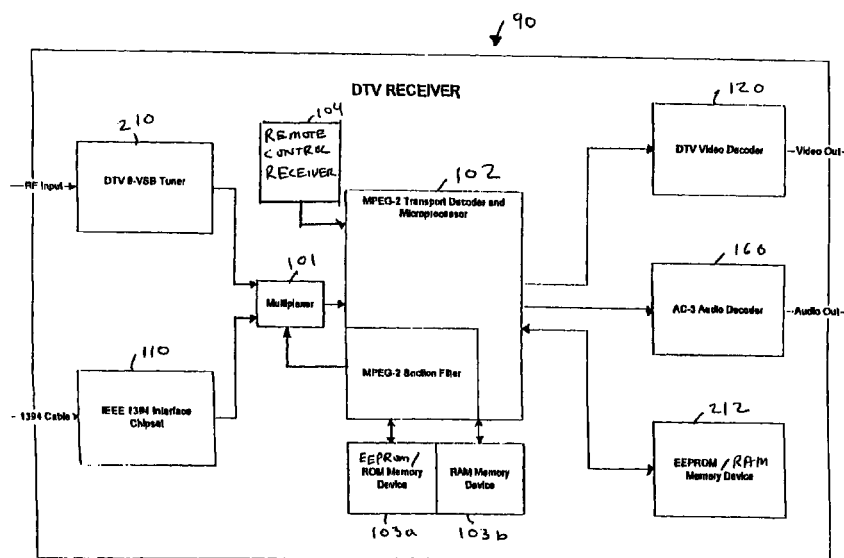 90
DTV RECEIVER
210
DTV 8-VSB Tuner
RF Input
104
REMOTE
CONTROL
RECEIVER
102
MPEG-2 Transport Decoder and
Microprocessor
120
DTV Video Decoder
Video Out
101
Multiplexer
160
AC-3 Audio Decoder
Audio Out
110
IEEE 1394 Interface
Chipset
1394 Cable
MPEG-2 Section Filter
212
EEPROM/RAM
Memory Device
EEPROM/
ROM Memory
Device
RAM Memory
Device
103a
103b